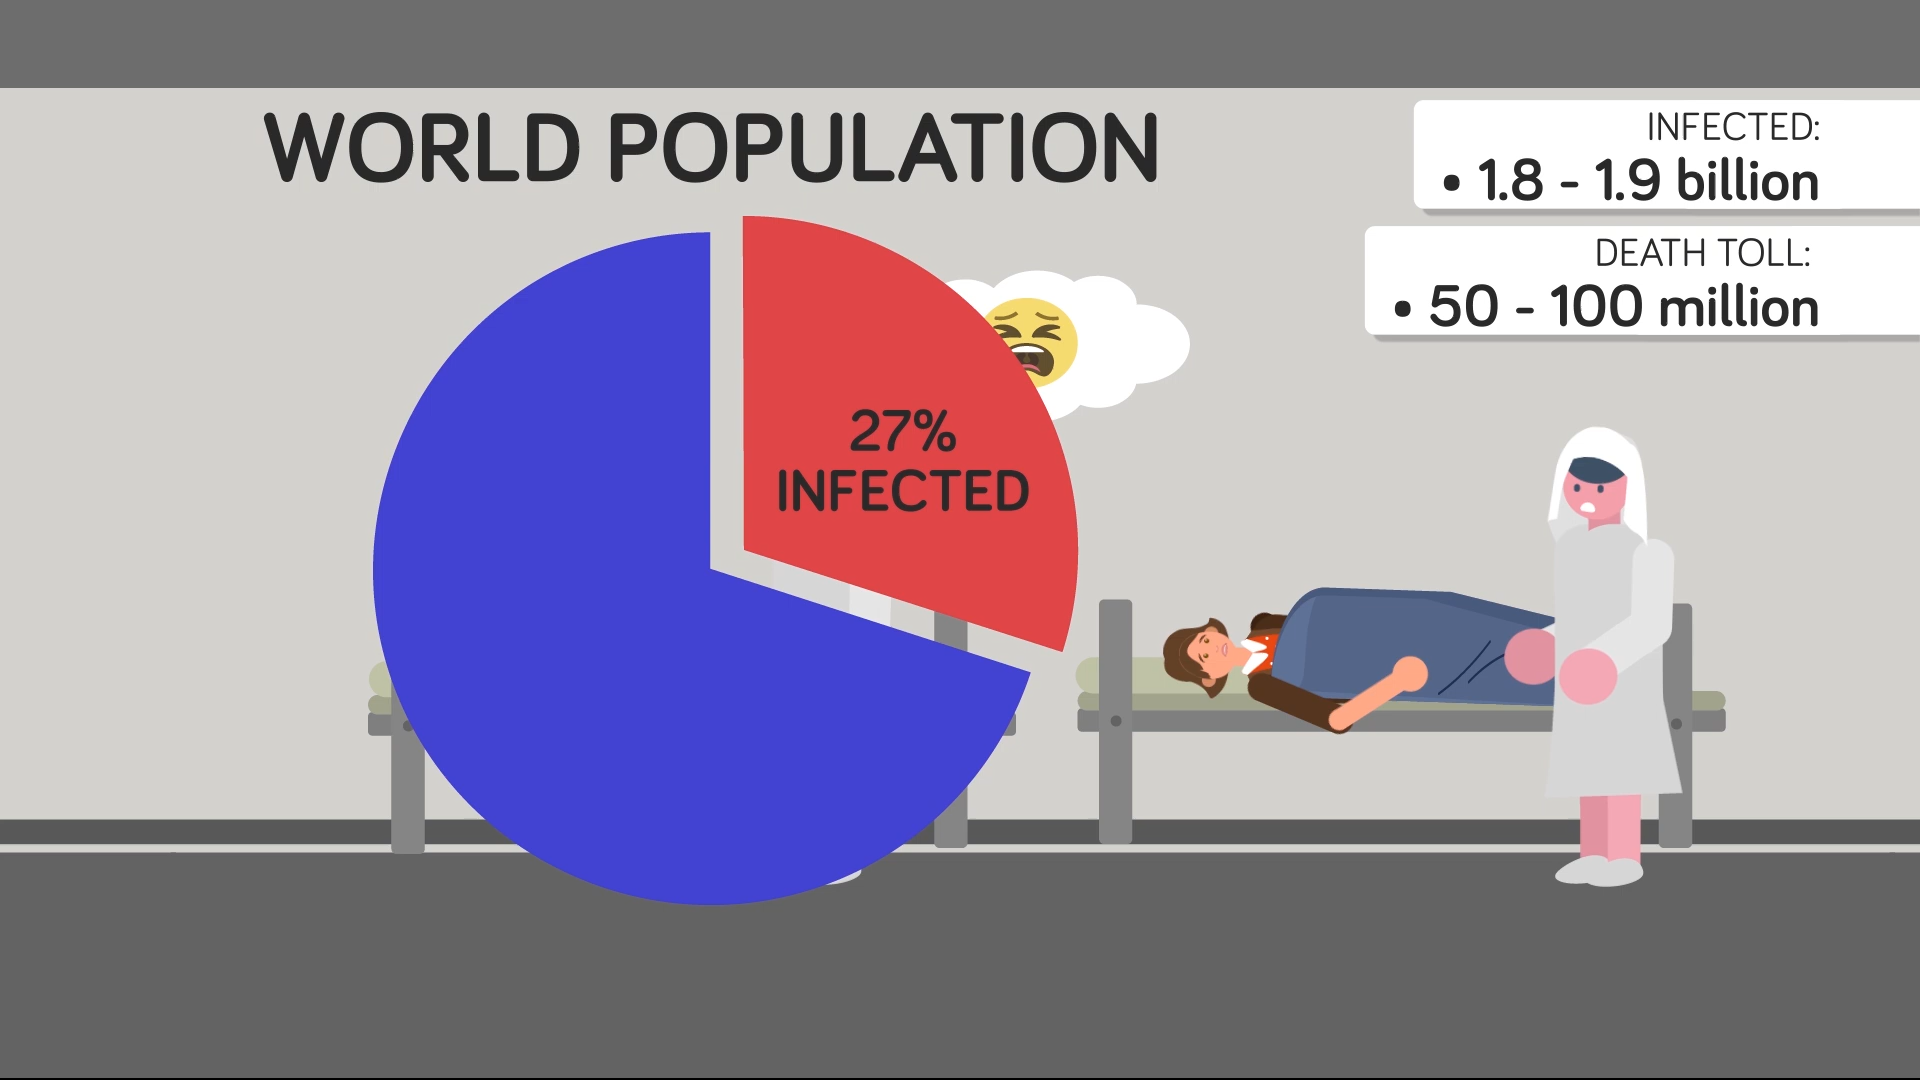 WORLD POPULATION
INFECTED:
• 1.8 - 1.9 billion
DEATH TOLL:
• 50 - 100 million
27%
INFECTED